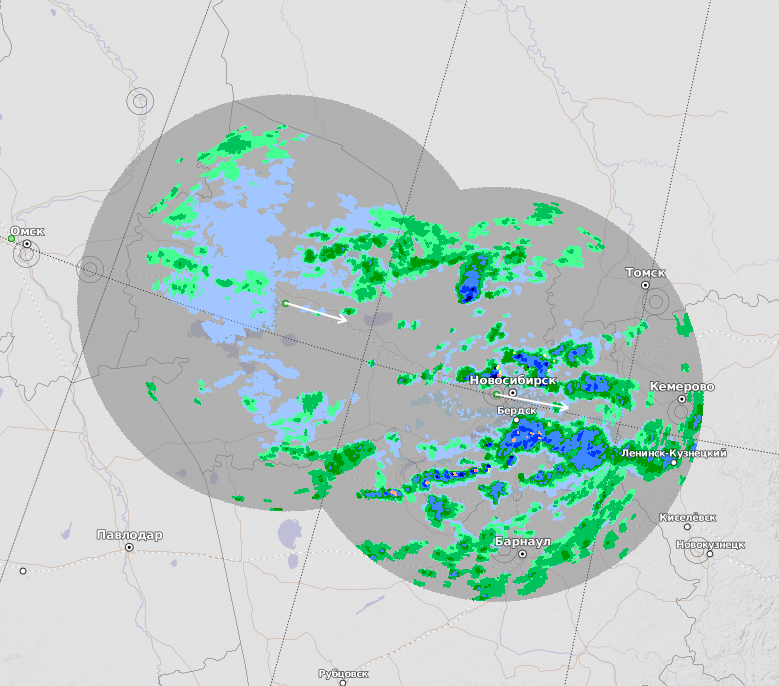 Омск
Томск
Новосибирск
Кемерово
Бердск
Ленинск-Кузнецкий
Киселёвск
Павлодар
Барнаул
Новокузнецк
Рубцовск